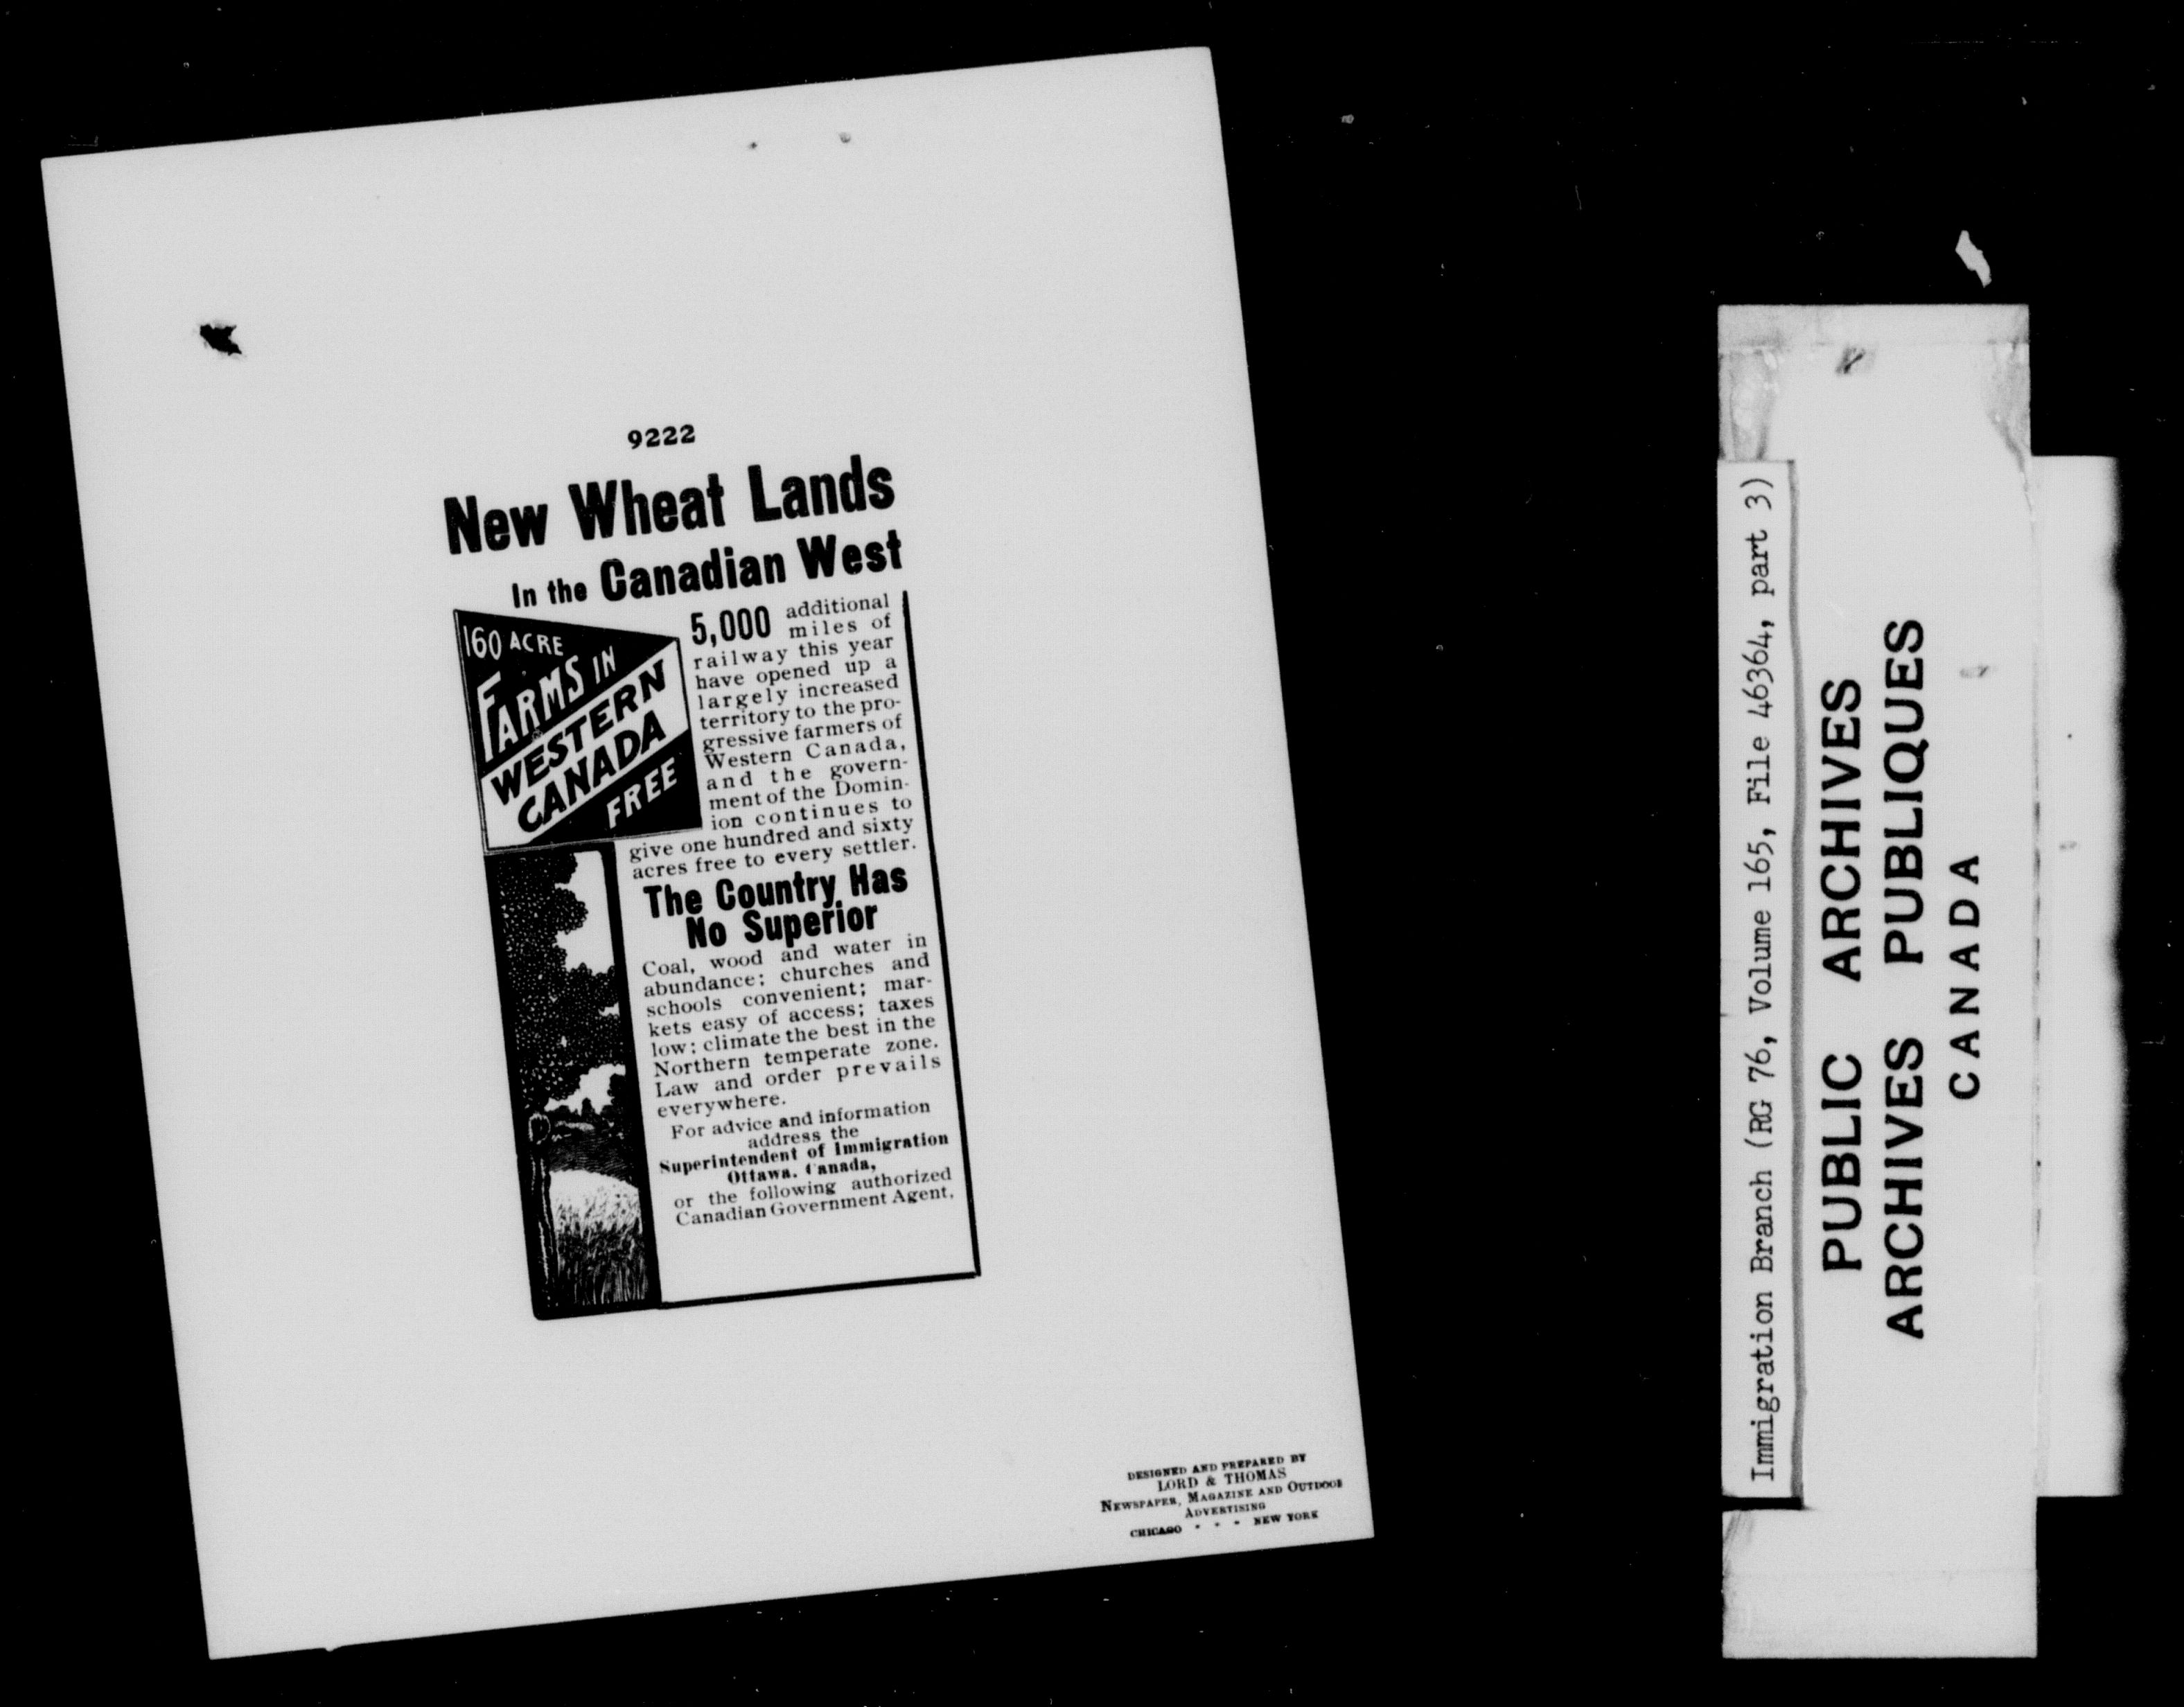 9222
New Wheat Lands
In the Canadian West
160 ACRE
FARMS IN
WESTERN
CANADA
FREE
5,000 additional
miles of
railway this year
have opened up a
largely increased
territory to the pro-
gressive farmers of
Western Canada,
and the govern-
ment of the Domin-
ion continues to
give one hundred and sixty
acres free to every settler.
The Country Has
No Superior
Coal, wood and water in
abundance; churches and
schools convenient; mar-
kets easy of access; taxes
low; climate the best in the
Northern temperate zone.
Law and order prevails
everywhere.
For advice and information
address the
Superintendent of Immigration
Ottawa, Canada,
or the following authorized
Canadian Government Agent.
DESIGNED AND PREPARED BY
LORD & THOMAS
NEWSPAPER, MAGAZINE AND OUTDOOR
ADVERTISING
CHICAGO - - - NEW YORK
Immigration Branch (RG 76, Volume 165, File 46364, part 3)
PUBLIC ARCHIVES
ARCHIVES PUBLIQUES
CANADA